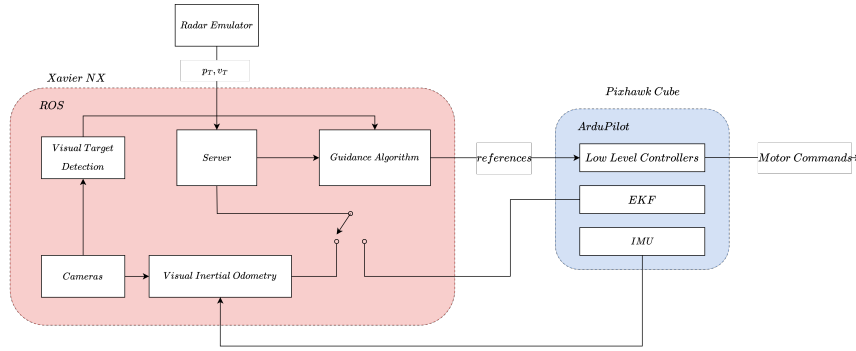 Radar Emulator
p_T, v_T
Xavier NX
Pixhawk Cube
ROS
ArduPilot
Visual Target
Detection
Server
Guidance Algorithm
references
Low Level Controllers
Motor Commands
EKF
IMU
Cameras
Visual Inertial Odometry